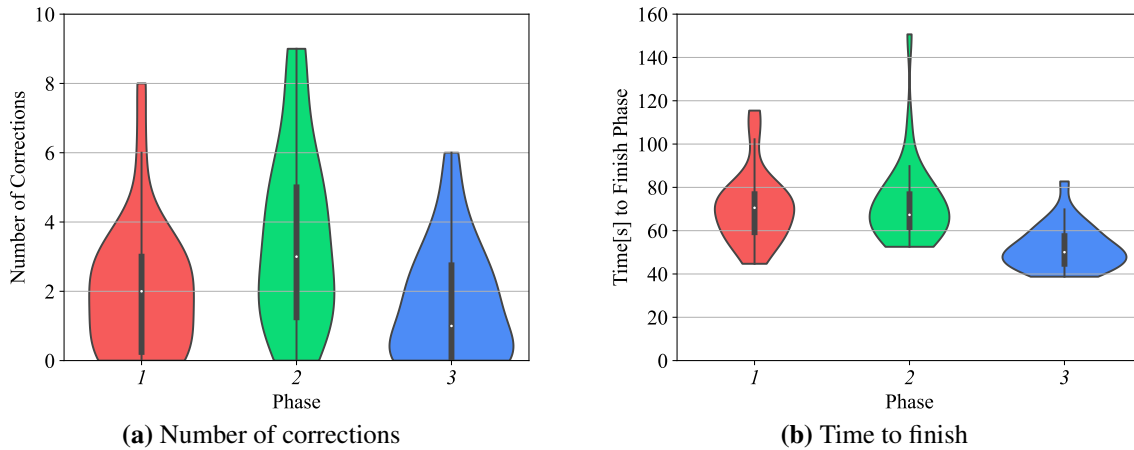 10
8
6
4
2
0
Number of Corrections
1 2 3
Phase
(a) Number of corrections
160
140
120
100
80
60
40
20
0
Time[s] to Finish Phase
1 2 3
Phase
(b) Time to finish